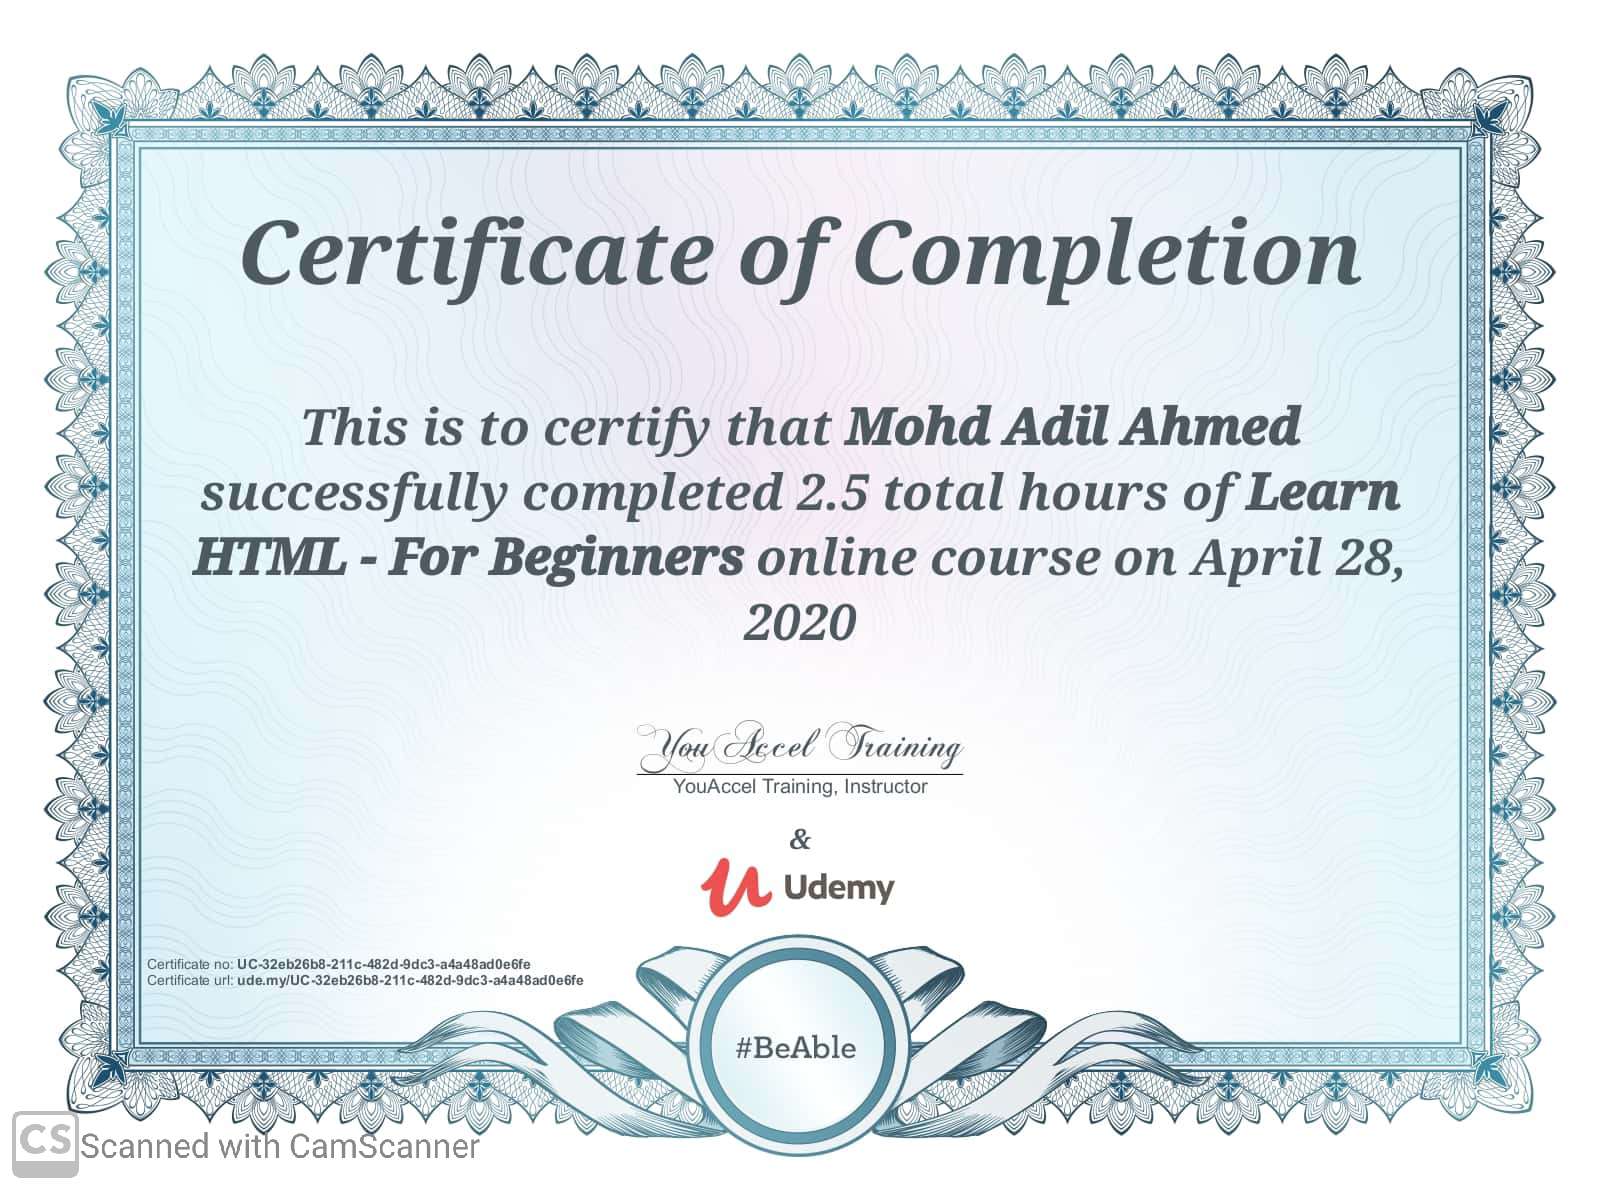 Certificate of Completion
This is to certify that Mohd Adil Ahmed
successfully completed 2.5 total hours of Learn
HTML - For Beginners online course on April 28,
2020
YouAccel Training
YouAccel Training, Instructor
&
Udemy
Certificate no: UC-32eb26b8-211c-482d-9dc3-a4a48ad0e6fe
Certificate url: ude.my/UC-32eb26b8-211c-482d-9dc3-a4a48ad0e6fe
#BeAble
CS Scanned with CamScanner